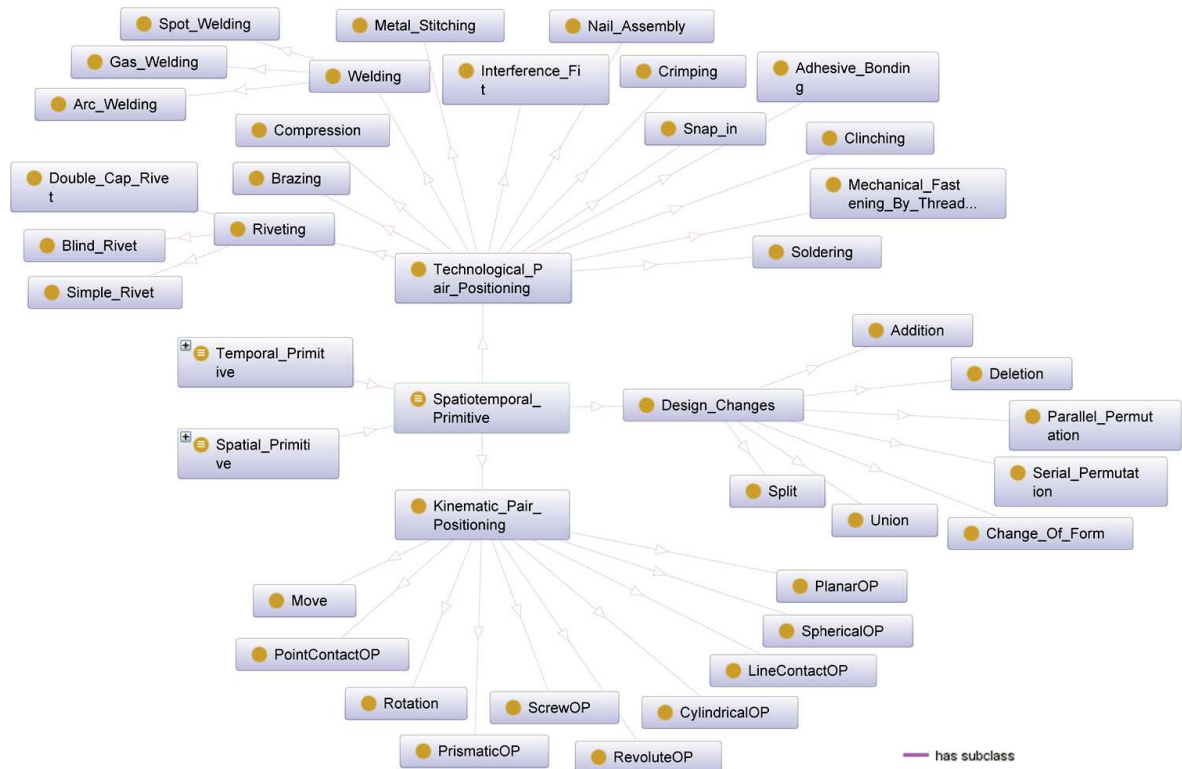 Spot_Welding
Metal_Stitching
Nail_Assembly
Gas_Welding
Welding
Interference_Fi
t
Crimping
Adhesive_Bondin
g
Arc_Welding
Compression
Snap_in
Clinching
Double_Cap_Rive
t
Brazing
Mechanical_Fast
ening_By_Thread...
Blind_Rivet
Riveting
Simple_Rivet
Technological_P
air_Positioning
Soldering
Temporal_Primit
ive
Spatiotemporal_
Primitive
Spatial_Primiti
ve
Design_Changes
Addition
Deletion
Parallel_Permut
ation
Serial_Permutat
ion
Split
Union
Change_Of_Form
Kinematic_Pair_
Positioning
Move
PointContactOP
Rotation
PrismaticOP
ScrewOP
RevoluteOP
CylindricalOP
LineContactOP
SphericalOP
PlanarOP
has subclass